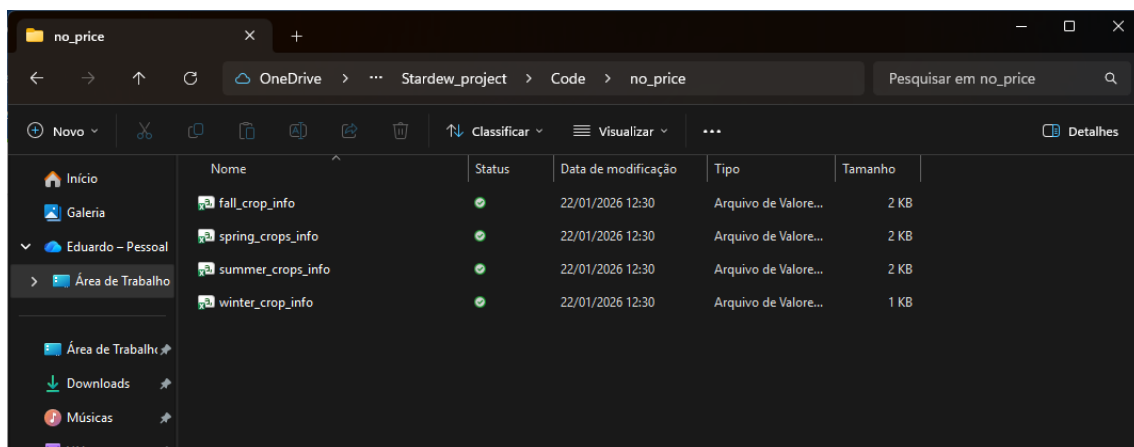 no_price
OneDrive > ... Stardew_project > Code > no_price
Pesquisar em no_price
Novo
Classificar
Visualizar
...
Detalhes
Início
Galeria
Eduardo – Pessoal
Área de Trabalho
Área de Trabalho
Downloads
Músicas
Nome Status Data de modificação Tipo Tamanho
fall_crop_info 22/01/2026 12:30 Arquivo de Valore... 2 KB
spring_crops_info 22/01/2026 12:30 Arquivo de Valore... 2 KB
summer_crops_info 22/01/2026 12:30 Arquivo de Valore... 2 KB
winter_crop_info 22/01/2026 12:30 Arquivo de Valore... 1 KB